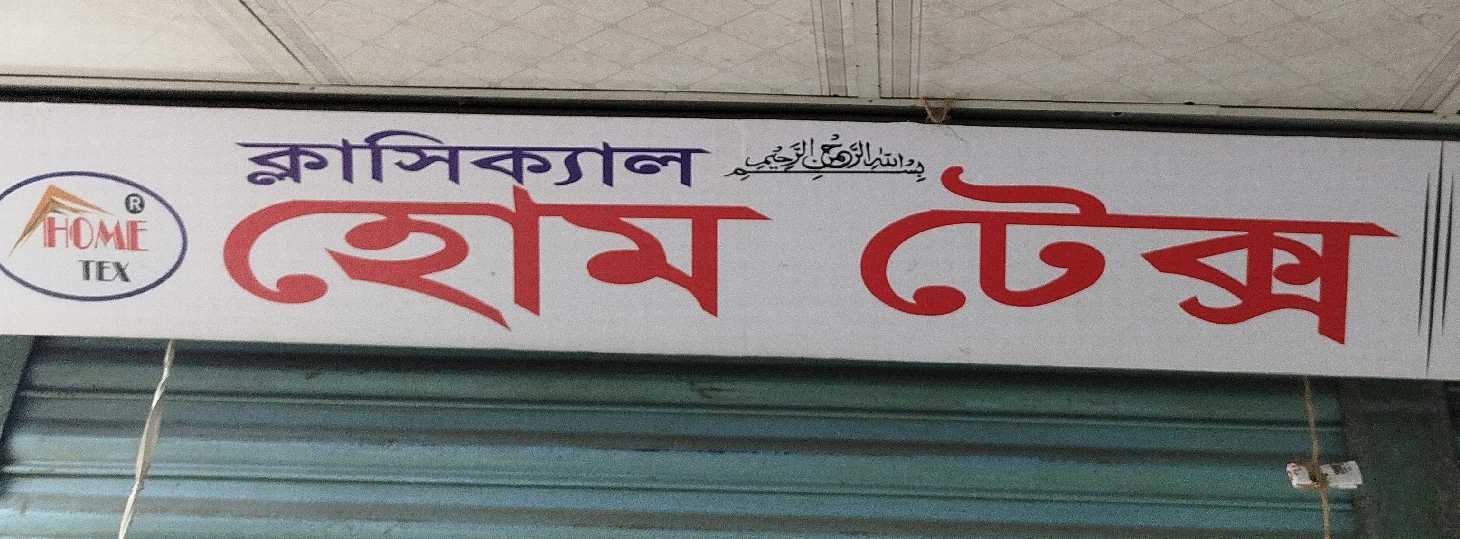 ক্লাসিক্যাল
بسم الله الرحمن الرحيم
HOME ®
TEX
হোম টেক্স